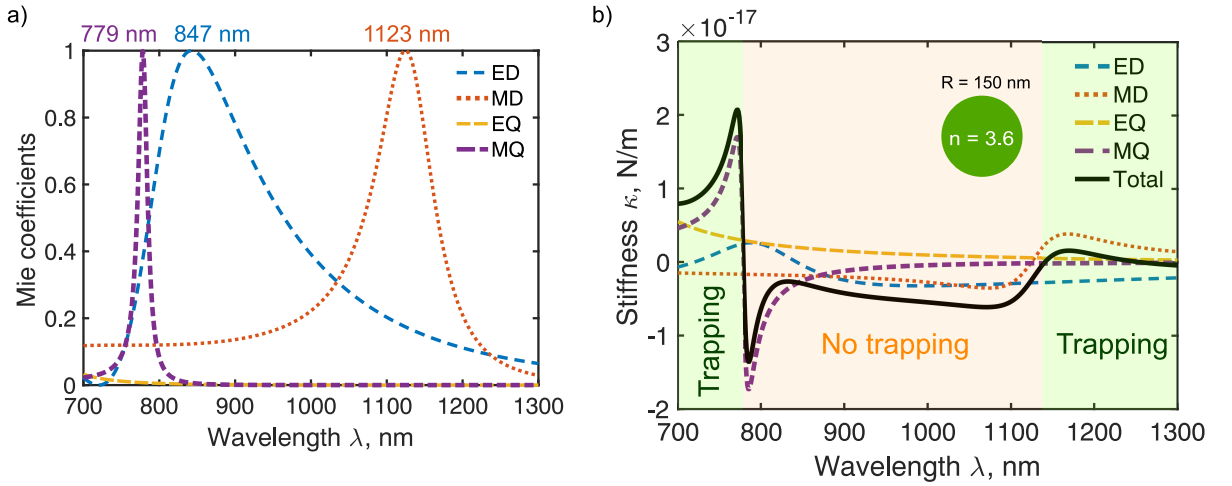 a)
779 nm 847 nm 1123 nm
1
0.8
0.6
0.4
0.2
0
Mie coefficients
ED
MD
EQ
MQ
700 800 900 1000 1100 1200 1300
Wavelength λ, nm
b)
×10-17
3
2
1
0
-1
-2
Stiffness κ, N/m
R = 150 nm
n = 3.6
ED
MD
EQ
MQ
Total
Trapping
No trapping
Trapping
700 800 900 1000 1100 1200 1300
Wavelength λ, nm